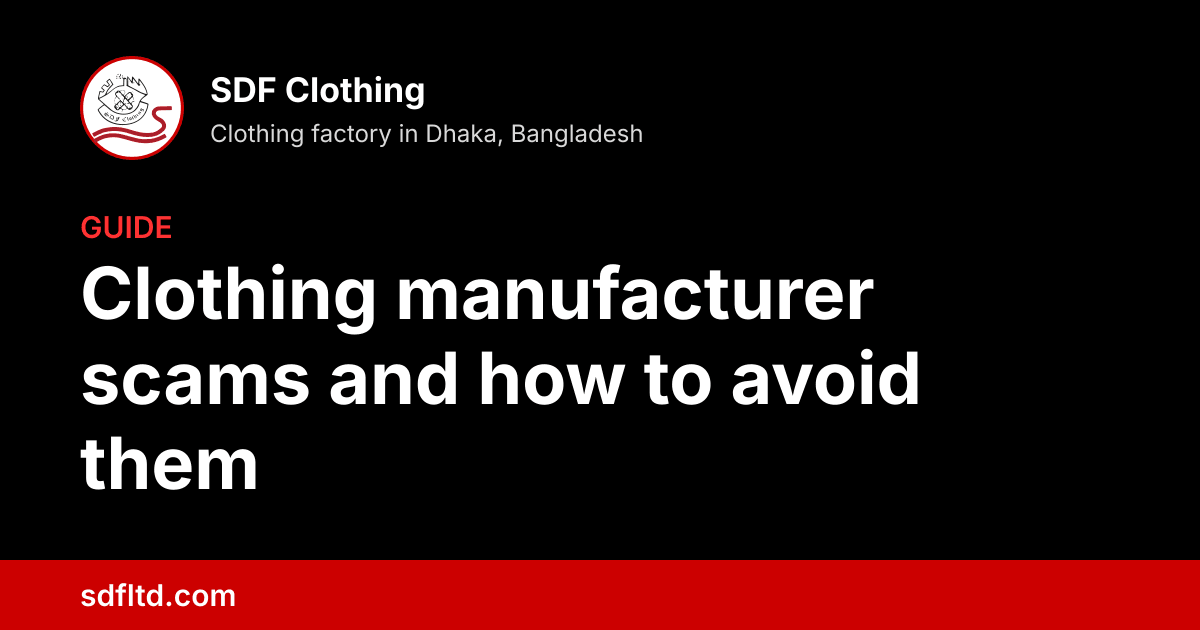 SDF Clothing
Clothing factory in Dhaka, Bangladesh
GUIDE
Clothing manufacturer
scams and how to avoid
them
sdfltd.com